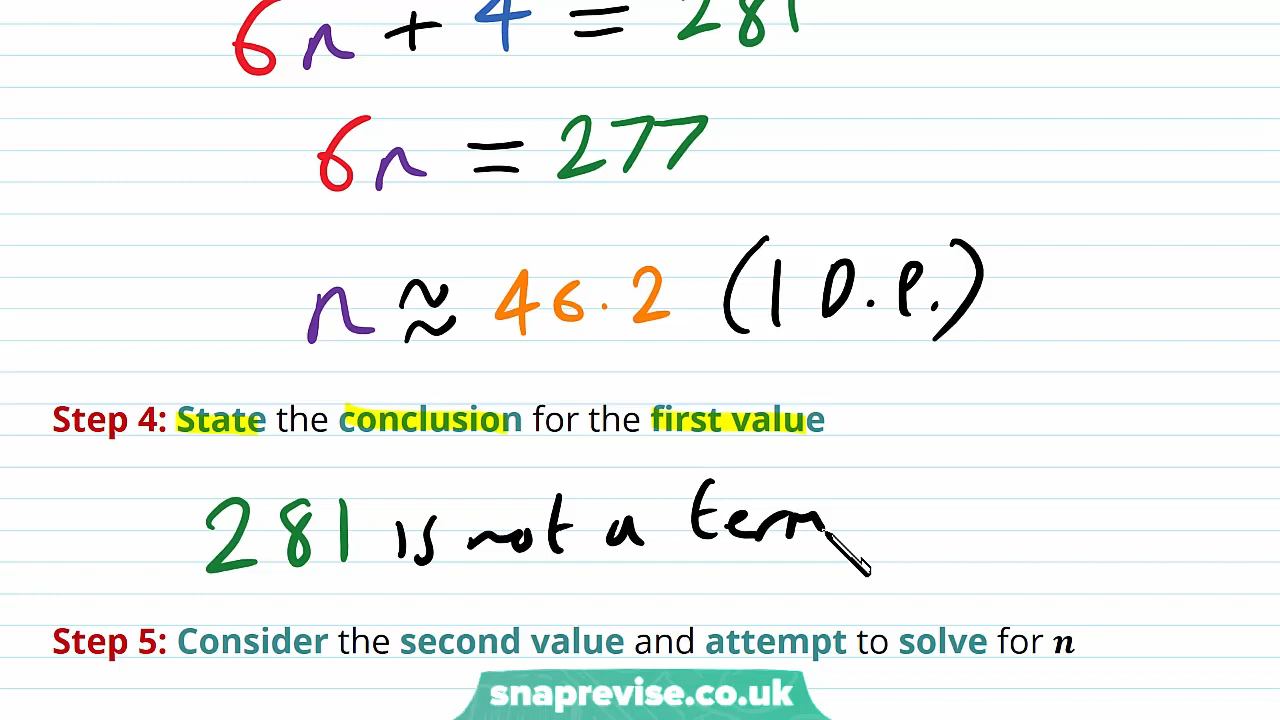 6n + 4 = 281
6n = 277
n ≈ 46.2 (1 D.P.)
Step 4: State the conclusion for the first value
281 is not a term
Step 5: Consider the second value and attempt to solve for n
snaprevise.co.uk